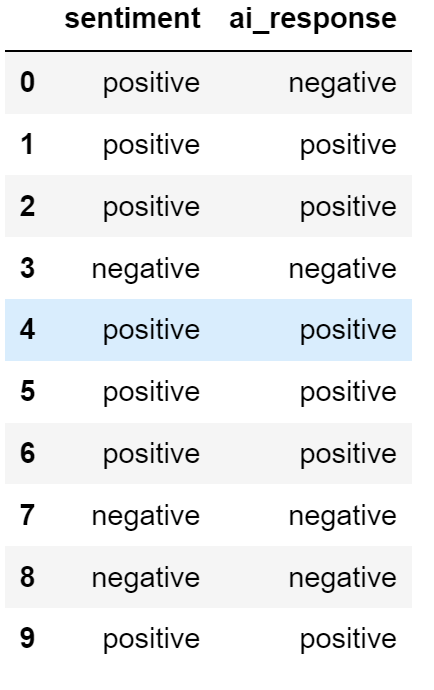 sentiment ai_response
0 positive negative
1 positive positive
2 positive positive
3 negative negative
4 positive positive
5 positive positive
6 positive positive
7 negative negative
8 negative negative
9 positive positive